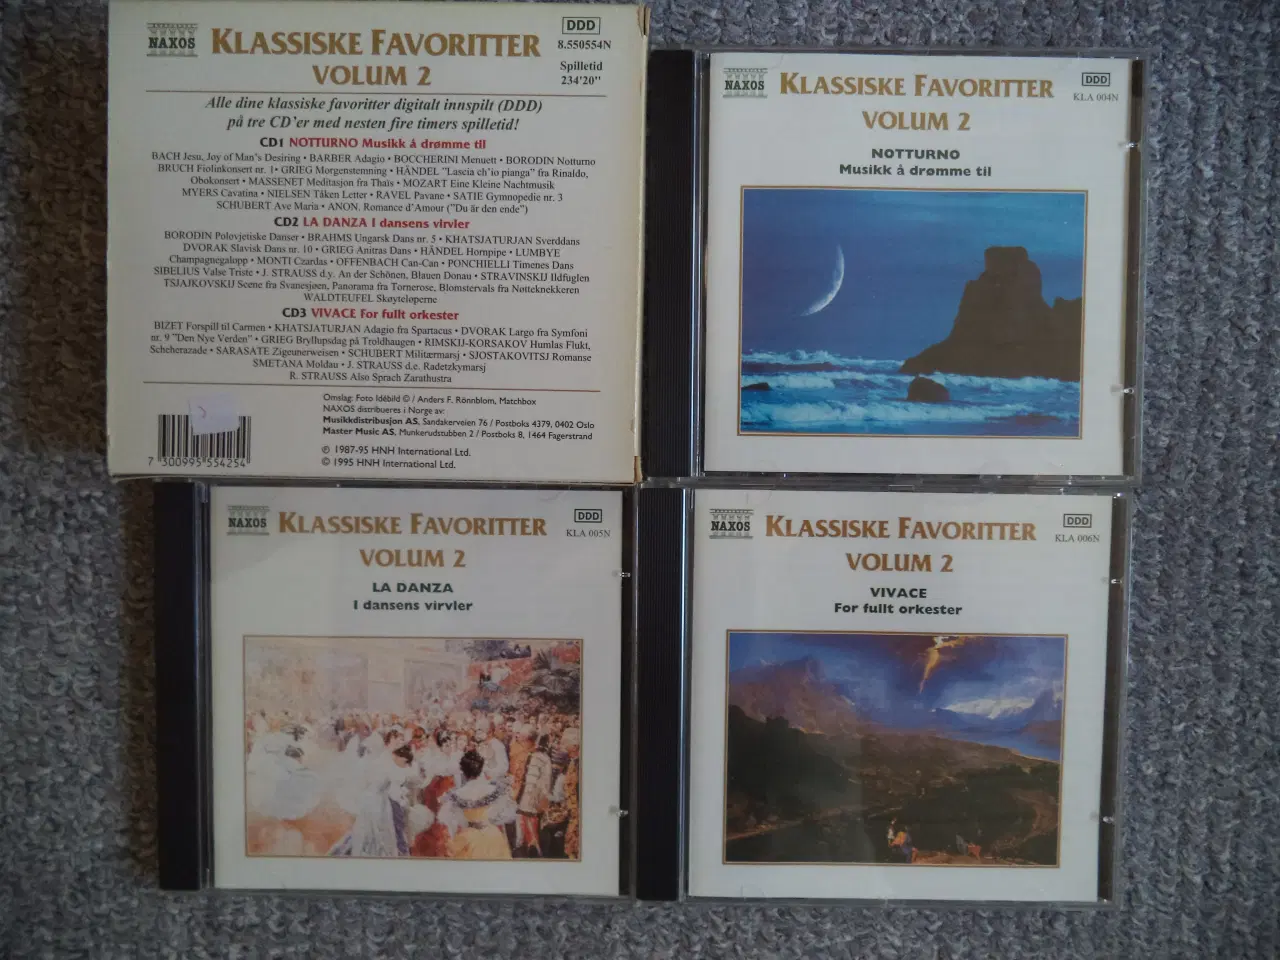 NAXOS
KLASSISKE FAVORITTER
VOLUM 2
DDD
8.550554N
Spilletid
234'20"
Alle dine klassiske favoritter digitalt innspilt (DDD)
på tre CD'er med nesten fire timers spilletid!
CD1 NOTTURNO Musikk å drømme til
BACH Jesu, Joy of Man's Desiring • BARBER Adagio • BOCCHERINI Menuett • BORODIN Notturno
BRUCH Fiolinkonsert nr. 1 • GRIEG Morgenstemning • HÄNDEL "Lascia ch'io pianga" fra Rinaldo,
Obokonsert • MASSENET Meditasjon fra Thaïs • MOZART Eine Kleine Nachtmusik
MYERS Cavatina • NIELSEN Tåken Letter • RAVEL Pavane • SATIE Gymnopedie nr. 3
SCHUBERT Ave Maria • ANON. Romance d'Amour ("Du är den ende")
CD2 LA DANZA I dansens virvler
BORODIN Polovjetiske Danser • BRAHMS Ungarsk Dans nr. 5 • KHATSJATURJAN Sverddans
DVORAK Slavisk Dans nr. 10 • GRIEG Anitras Dans • HÄNDEL Hornpipe • LUMBYE
Champagnegalopp • MONTI Czardas • OFFENBACH Can-Can • PONCHIELLI Timenes Dans
SIBELIUS Valse Triste • J. STRAUSS d.y. An der Schönen, Blauen Donau • STRAVINSKIJ Ildfuglen
TSJAJKOVSKIJ Scene fra Svanesjøen, Panorama fra Tornerose, Blomstervals fra Nøtteknekkeren
WALDTEUFEL Skøyteløperne
CD3 VIVACE For fullt orkester
BIZET Forspill til Carmen • KHATSJATURJAN Adagio fra Spartacus • DVORAK Largo fra Symfoni
nr. 9 "Den Nye Verden" • GRIEG Bryllupsdag på Troldhaugen • RIMSKIJ-KORSAKOV Humlas Flukt,
Scheherazade • SARASATE Zigeunerweisen • SCHUBERT Militærmarsj • SJOSTAKOVITSJ Romanse
SMETANA Moldau • J. STRAUSS d.e. Radetzkymarsj
R. STRAUSS Also Sprach Zarathustra
Omslag: Foto Idébild © / Anders F. Rönnblom, Matchbox
NAXOS distribueres i Norge av:
Musikkdistribusjon AS, Sandakerveien 76 / Postboks 4379, 0402 Oslo
Master Music AS, Munkerudstubben 2 / Postboks 8, 1464 Fagerstrand
℗ 1987-95 HNH International Ltd.
© 1995 HNH International Ltd.
7 300995 554254
NAXOS
KLASSISKE FAVORITTER
VOLUM 2
DDD
KLA 004N
NOTTURNO
Musikk å drømme til
NAXOS
KLASSISKE FAVORITTER
VOLUM 2
DDD
KLA 005N
LA DANZA
I dansens virvler
NAXOS
KLASSISKE FAVORITTER
VOLUM 2
DDD
KLA 006N
VIVACE
For fullt orkester